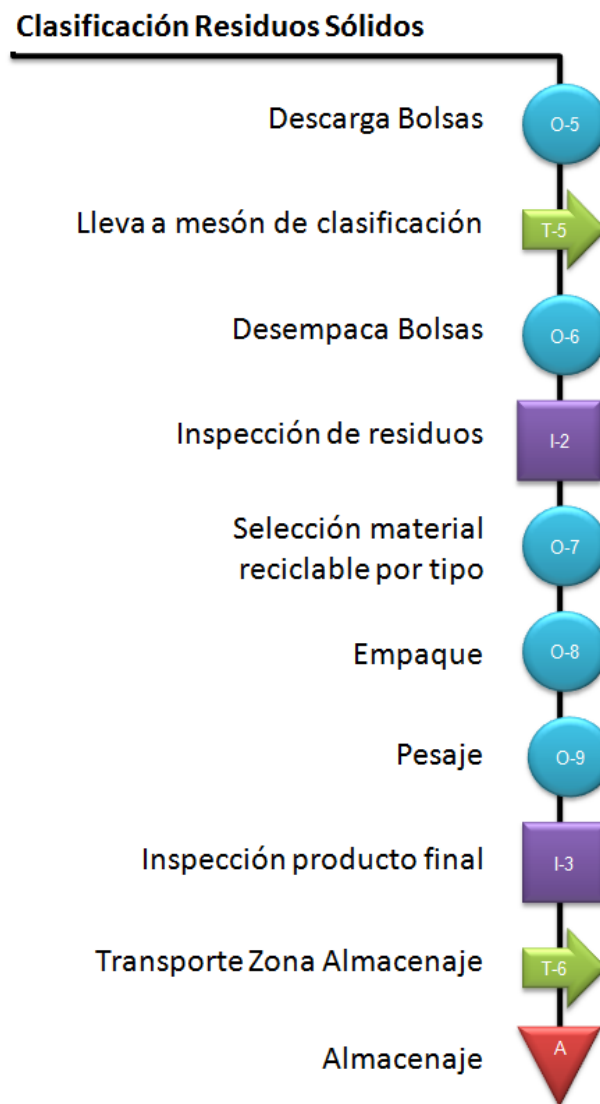 Clasificación Residuos Sólidos
Descarga Bolsas
O-5
Lleva a mesón de clasificación
T-5
Desempaca Bolsas
O-6
Inspección de residuos
I-2
Selección material
reciclable por tipo
O-7
Empaque
O-8
Pesaje
O-9
Inspección producto final
I-3
Transporte Zona Almacenaje
T-6
Almacenaje
A